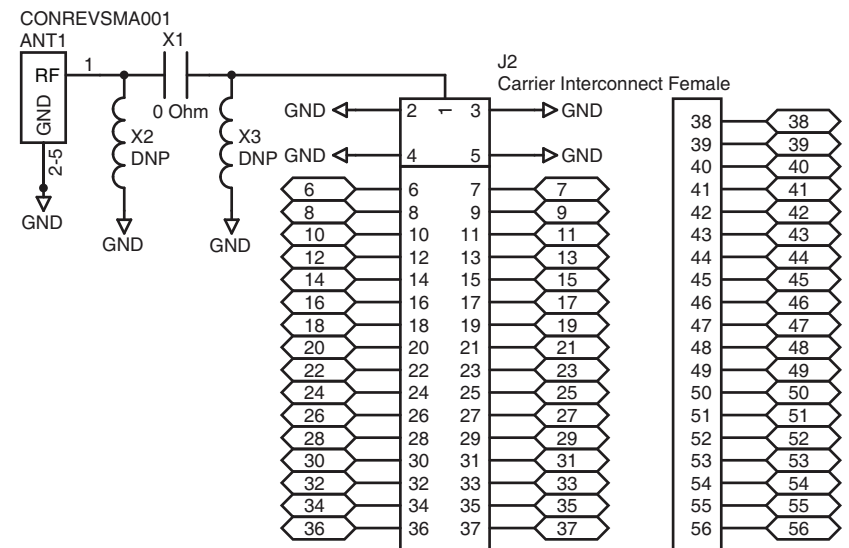 CONREVSMA001
ANT1
X1
J2
Carrier Interconnect Female
RF
1
GND
2-5
0 Ohm
X2
DNP
X3
DNP
GND
GND
GND
GND 2 1 3 GND
GND 4 5 GND
6 6 7 7
8 8 9 9
10 10 11 11
12 12 13 13
14 14 15 15
16 16 17 17
18 18 19 19
20 20 21 21
22 22 23 23
24 24 25 25
26 26 27 27
28 28 29 29
30 30 31 31
32 32 33 33
34 34 35 35
36 36 37 37
38 38
39 39
40 40
41 41
42 42
43 43
44 44
45 45
46 46
47 47
48 48
49 49
50 50
51 51
52 52
53 53
54 54
55 55
56 56